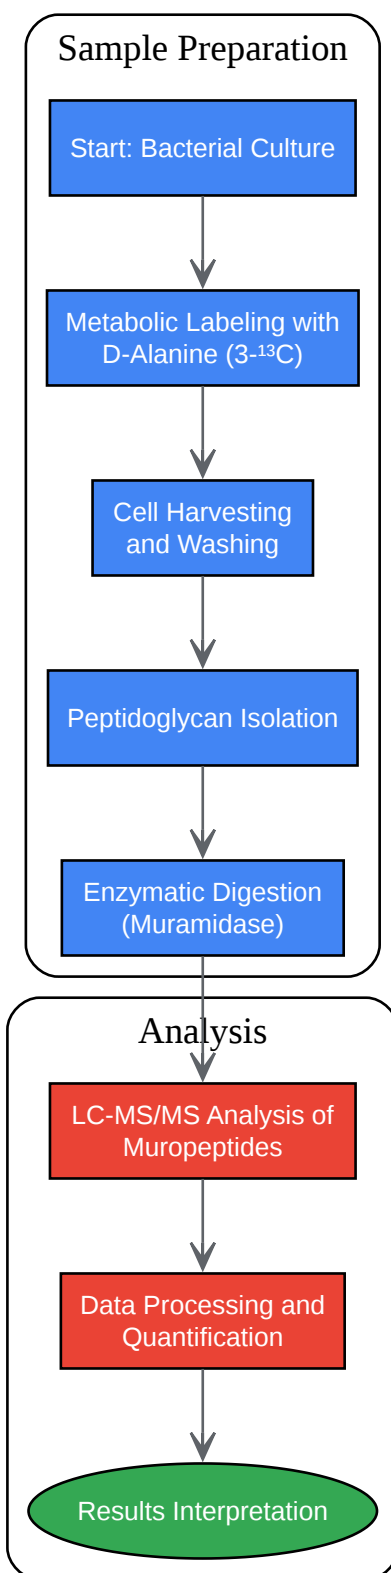 Sample Preparation
Start: Bacterial Culture
Metabolic Labeling with
D-Alanine (3-¹³C)
Cell Harvesting
and Washing
Peptidoglycan Isolation
Enzymatic Digestion
(Muramidase)
Analysis
LC-MS/MS Analysis of
Muropeptides
Data Processing and
Quantification
Results Interpretation